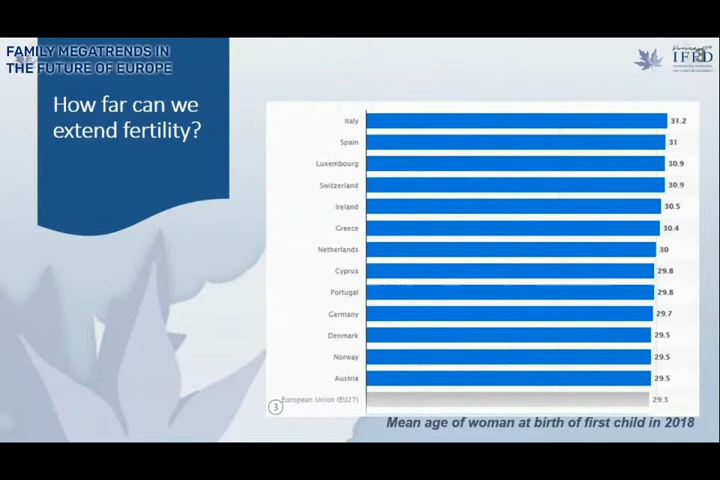 FAMILY MEGATRENDS IN
THE FUTURE OF EUROPE
IFFD
How far can we
extend fertility?
Italy 31.2
Spain 31
Luxembourg 30.9
Switzerland 30.9
Ireland 30.5
Greece 30.4
Netherlands 30
Cyprus 29.8
Portugal 29.8
Germany 29.7
Denmark 29.5
Norway 29.5
Austria 29.5
European Union (EU27) 29.3
3
Mean age of woman at birth of first child in 2018